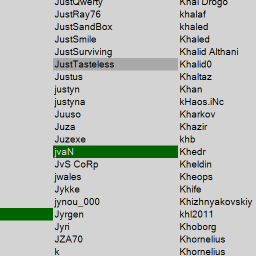 JustQwerty Khal Drogo
JustRay76 khalaf
JustSandBox khaled
JustSmile Khaled
JustSurviving Khalid Althani
JustTasteless Khalid0
Justus Khaltaz
justyn Khan
justyna kHaos.iNc
Juuso Kharkov
Juza Khazir
Juzexe khb
jvaN Khedr
JvS CoRp Kheldin
jwales Kheops
Jykke Khife
jynou_000 Khizhnyakovskiy
Jyrgen khl2011
Jyri Khoborg
JZA70 Khornelius
k Khornelius